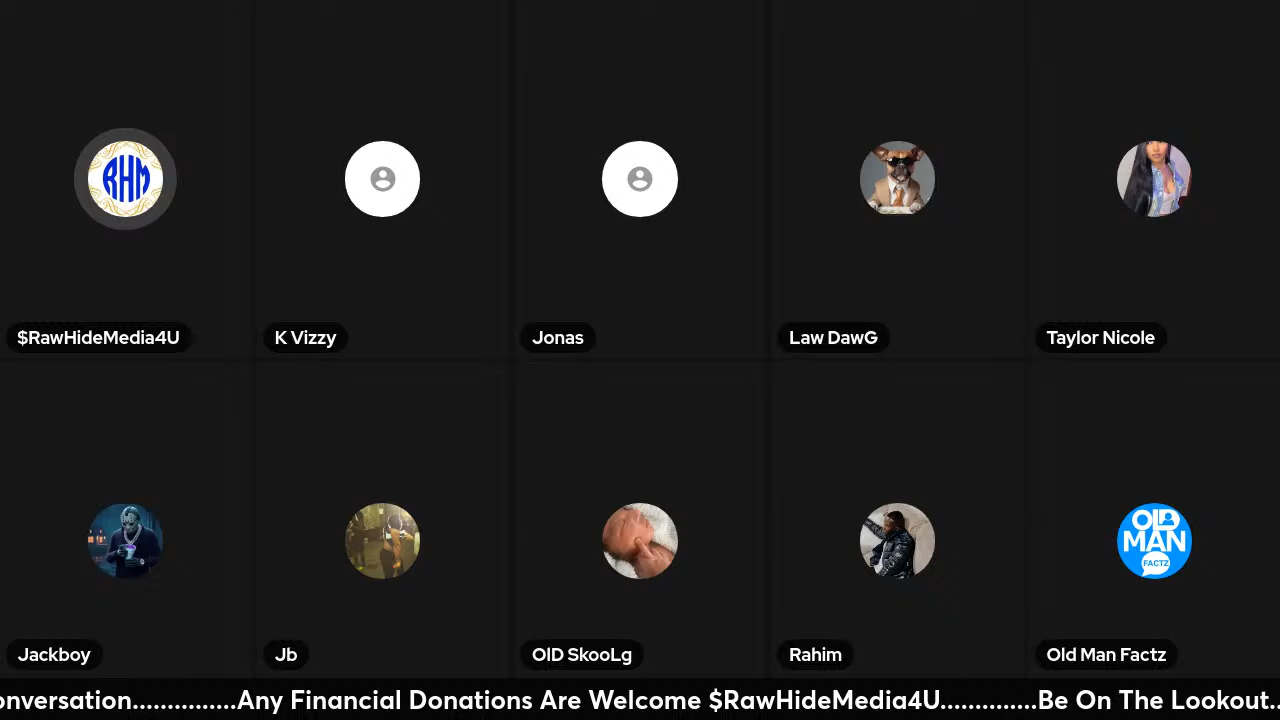 RHM
$RawHideMedia4U
K Vizzy
Jonas
Law DawG
Taylor Nicole
OlD
MAN
FACTZ
Jackboy
Jb
OlD SkooLg
Rahim
Old Man Factz
onversation...............Any Financial Donations Are Welcome $RawHideMedia4U..............Be On The Lookout..